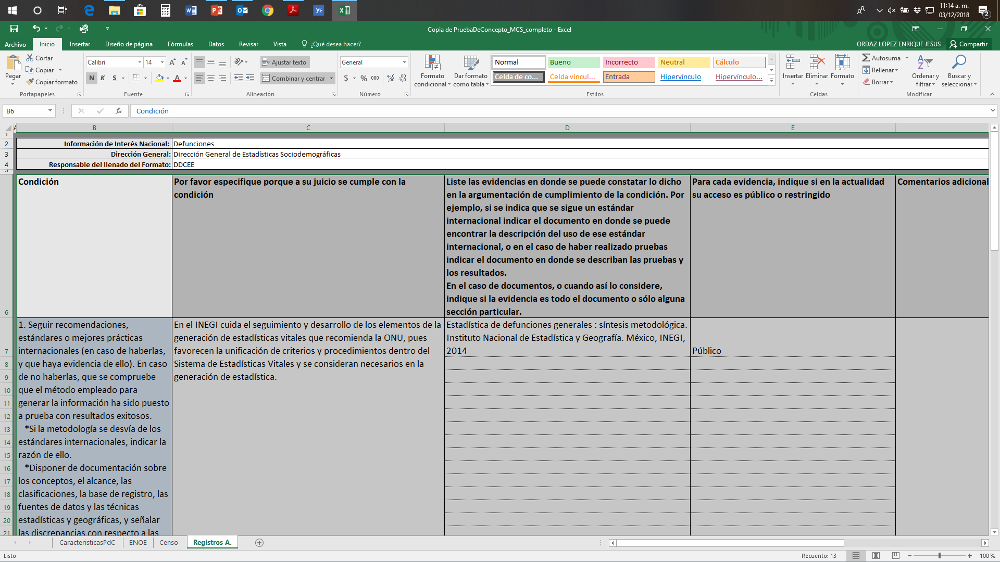 11:14 a. m.
03/12/2018
2
Copia de PruebaDeConcepto_MCS_completo - Excel
Archivo
Inicio
Insertar
Diseño de página
Fórmulas
Datos
Revisar
Vista
¿Qué desea hacer?
ORDAZ LOPEZ ENRIQUE JESUS
Compartir
Pegar
Cortar
Copiar
Copiar formato
Portapapeles
Calibri
14
N K S
Fuente
Ajustar texto
Combinar y centrar
Alineación
General
$ % 000
Número
Formato
condicional
Dar formato
como tabla
Normal
Bueno
Incorrecto
Neutral
Cálculo
Celda de co...
Celda vincul...
Entrada
Hipervínculo
Hipervínculo...
Estilos
Insertar
Eliminar
Formato
Celdas
Autosuma
Rellenar
Borrar
Ordenar y
filtrar
Buscar y
seleccionar
Modificar
B6
fx
Condición
B
C
D
E
2
Información de Interés Nacional:
Defunciones
3
Dirección General:
Dirección General de Estadísticas Sociodemográficas
4
Responsable del llenado del Formato:
DDCEE
6
Condición
Por favor especifique porque a su juicio se cumple con la
condición
Liste las evidencias en donde se puede constatar lo dicho
en la argumentación de cumplimiento de la condición. Por
ejemplo, si se indica que se sigue un estándar
internacional indicar el documento en donde se puede
encontrar la descripción del uso de ese estándar
internacional, o en el caso de haber realizado pruebas
indicar el documento en donde se describan las pruebas y
los resultados.
En el caso de documentos, o cuando así lo considere,
indique si la evidencia es todo el documento o sólo alguna
sección particular.
Para cada evidencia, indique si en la actualidad
su acceso es público o restringido
Comentarios adicional
7
8
9
10
11
12
13
14
15
16
17
18
19
20
21
1. Seguir recomendaciones,
estándares o mejores prácticas
internacionales (en caso de haberlas,
y que haya evidencia de ello). En caso
de no haberlas, que se compruebe
que el método empleado para
generar la información ha sido puesto
a prueba con resultados exitosos.
*Si la metodología se desvía de los
estándares internacionales, indicar la
razón de ello.
*Disponer de documentación sobre
los conceptos, el alcance, las
clasificaciones, la base de registro, las
fuentes de datos y las técnicas
estadísticas y geográficas, y señalar
las discrepancias con respecto a las
En el INEGI cuida el seguimiento y desarrollo de los elementos de la
generación de estadísticas vitales que recomienda la ONU, pues
favorecen la unificación de criterios y procedimientos dentro del
Sistema de Estadísticas Vitales y se consideran necesarios en la
generación de estadística.
Estadística de defunciones generales : síntesis metodológica.
Instituto Nacional de Estadística y Geografía. México, INEGI,
2014
Público
CaracteristicasPdC
ENOE
Censo
Registros A.
Listo
Recuento: 13
100 %